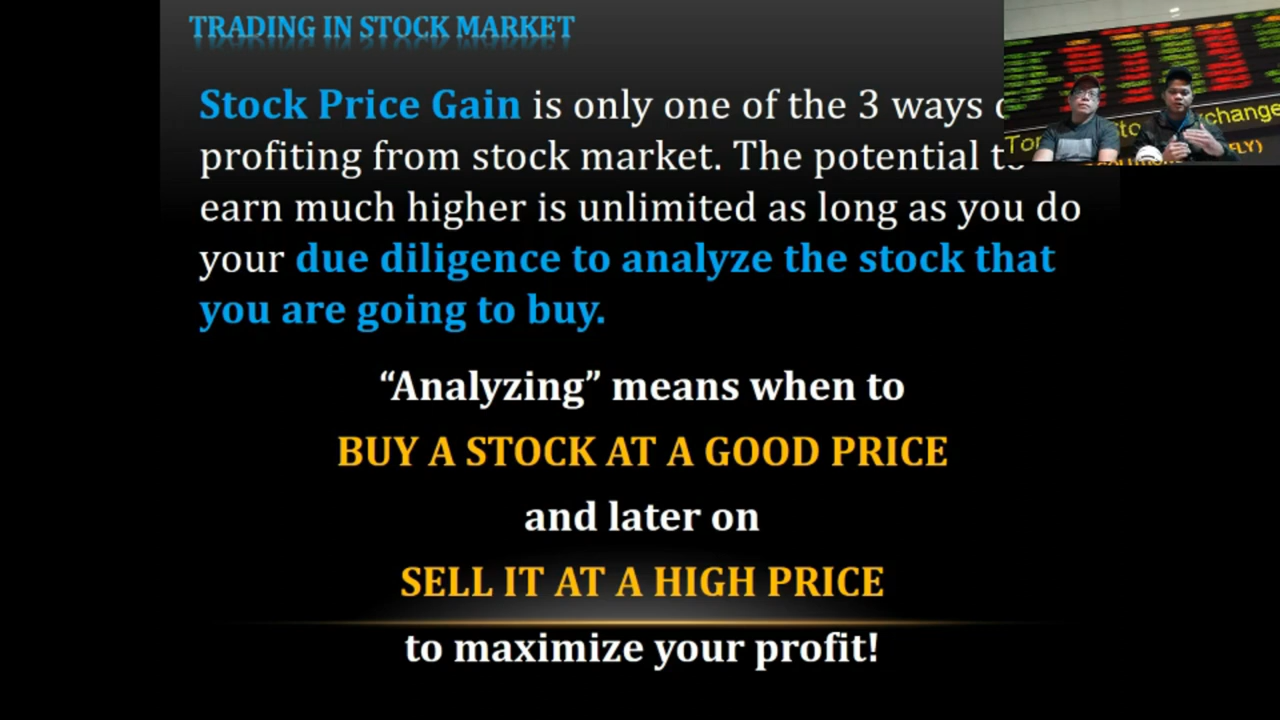 TRADING IN STOCK MARKET
Stock Price Gain is only one of the 3 ways
profiting from stock market. The potential to
earn much higher is unlimited as long as you do
your due diligence to analyze the stock that
you are going to buy.
“Analyzing” means when to
BUY A STOCK AT A GOOD PRICE
and later on
SELL IT AT A HIGH PRICE
to maximize your profit!